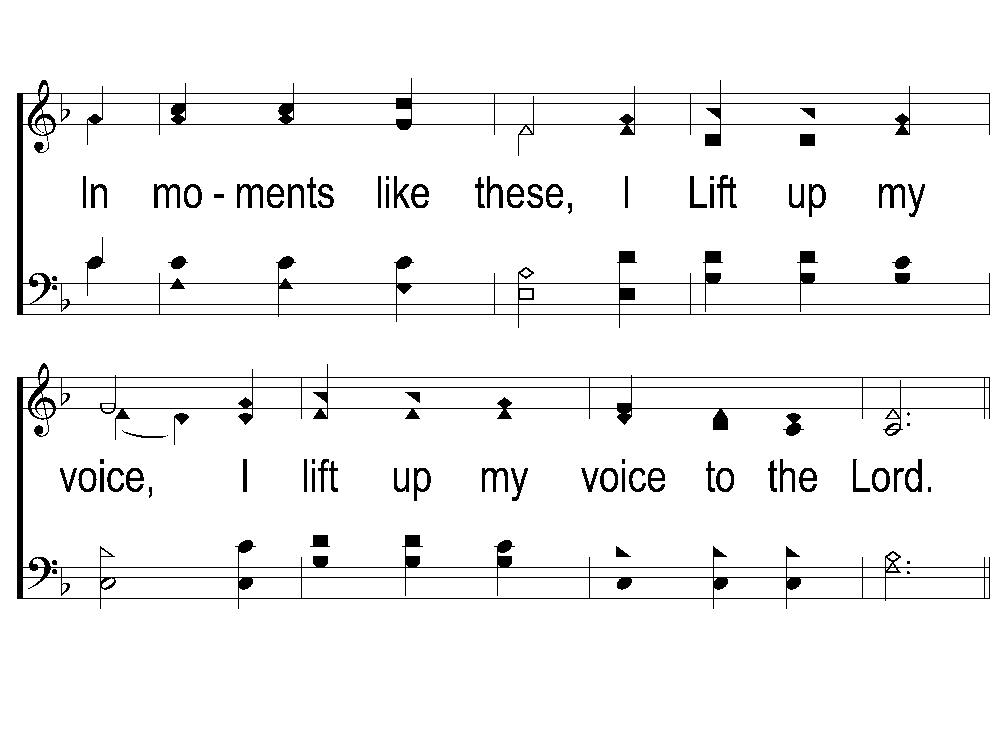 In mo - ments like these, I Lift up my
voice, I lift up my voice to the Lord.